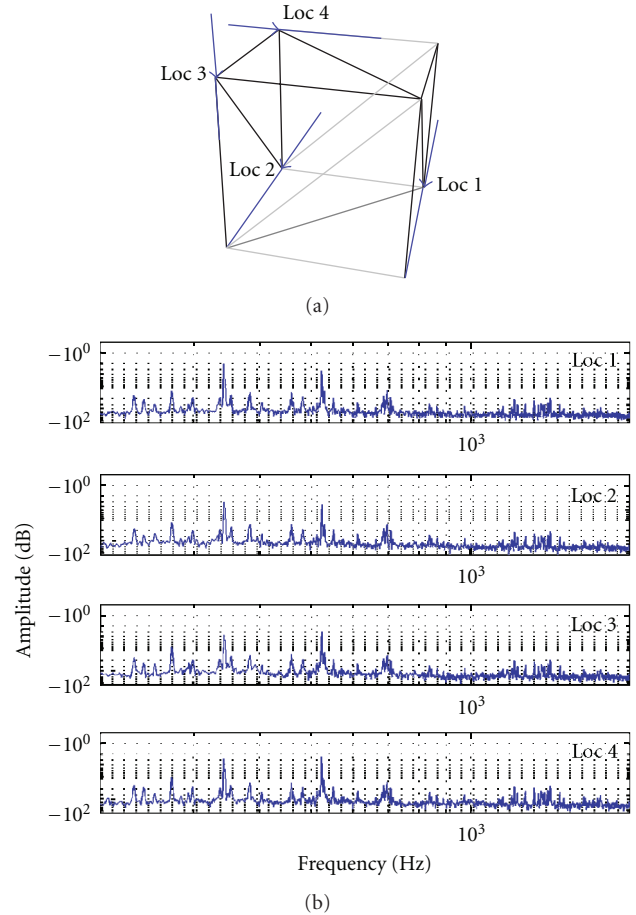 Loc 4
Loc 3
Loc 2
Loc 1
(a)
Amplitude (dB)
−10⁰
−10²
Loc 1
10³
−10⁰
−10²
Loc 2
10³
−10⁰
−10²
Loc 3
10³
−10⁰
−10²
Loc 4
10³
Frequency (Hz)
(b)